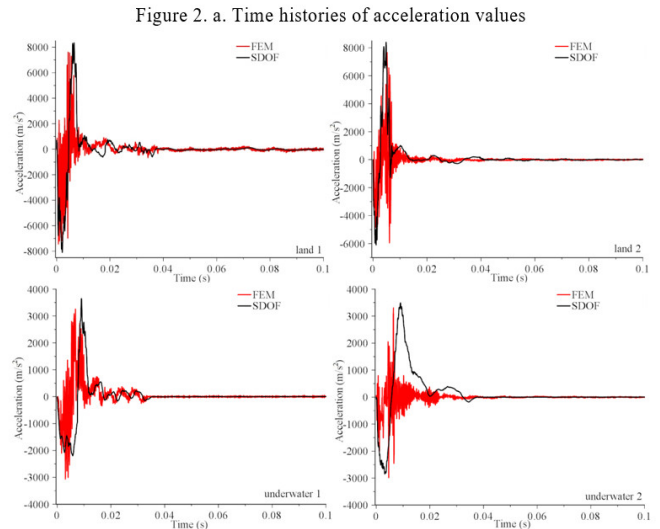 Figure 2. a. Time histories of acceleration values
FEM
SDOF
8000
6000
4000
2000
0
-2000
-4000
-6000
-8000
Acceleration (m/s²)
land 1
0
0.02
0.04
0.06
0.08
0.1
Time (s)
FEM
SDOF
8000
6000
4000
2000
0
-2000
-4000
-6000
Acceleration (m/s²)
land 2
0
0.02
0.04
0.06
0.08
0.1
Time (s)
FEM
SDOF
4000
3000
2000
1000
0
-1000
-2000
-3000
-4000
Acceleration (m/s²)
underwater 1
0
0.02
0.04
0.06
0.08
0.1
Time (s)
FEM
SDOF
4000
3000
2000
1000
0
-1000
-2000
-3000
-4000
Acceleration (m/s²)
underwater 2
0
0.02
0.04
0.06
0.08
0.1
Time (s)